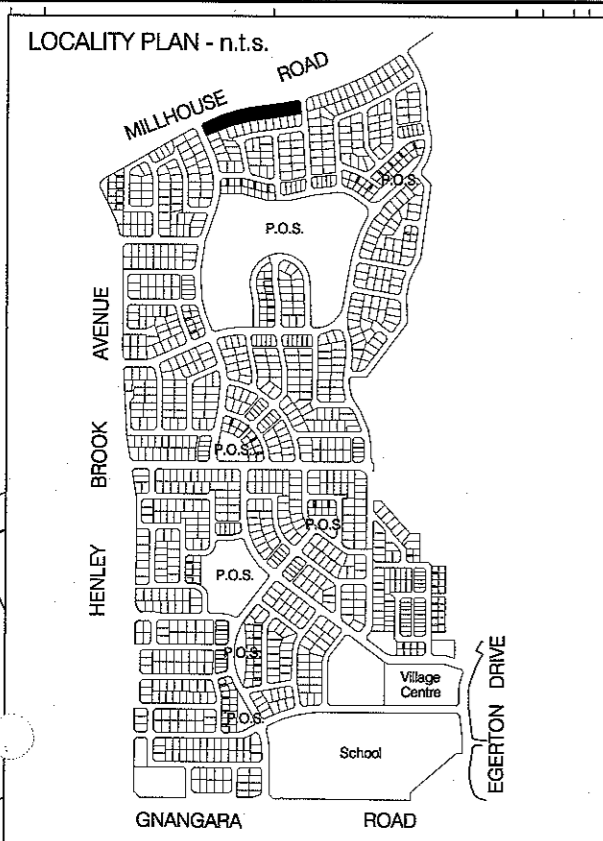 LOCALITY PLAN - n.t.s.
MILLHOUSE ROAD
P.O.S.
P.O.S.
HENLEY BROOK AVENUE
P.O.S.
P.O.S.
P.O.S.
P.O.S.
Village
Centre
P.O.S.
School
EGERTON DRIVE
GNANGARA ROAD